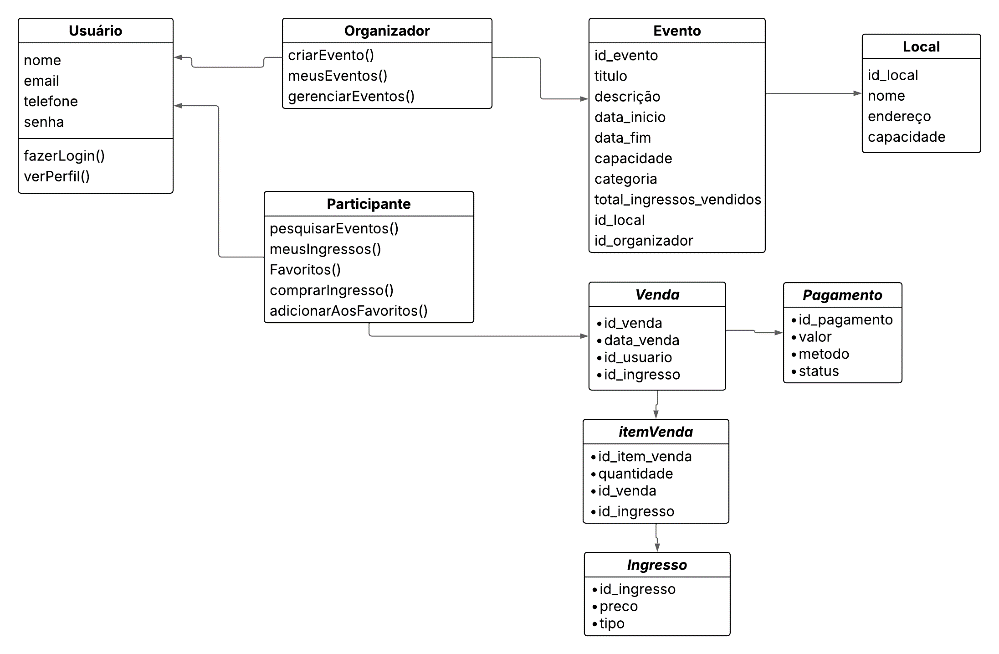 Usuário
nome
email
telefone
senha
fazerLogin()
verPerfil()
Organizador
criarEvento()
meusEventos()
gerenciarEventos()
Evento
id_evento
titulo
descrição
data_inicio
data_fim
capacidade
categoria
total_ingressos_vendidos
id_local
id_organizador
Local
id_local
nome
endereço
capacidade
Participante
pesquisarEventos()
meusIngressos()
Favoritos()
comprarIngresso()
adicionarAosFavoritos()
Venda
•id_venda
•data_venda
•id_usuario
•id_ingresso
Pagamento
•id_pagamento
•valor
•metodo
•status
itemVenda
•id_item_venda
•quantidade
•id_venda
•id_ingresso
Ingresso
•id_ingresso
•preco
•tipo